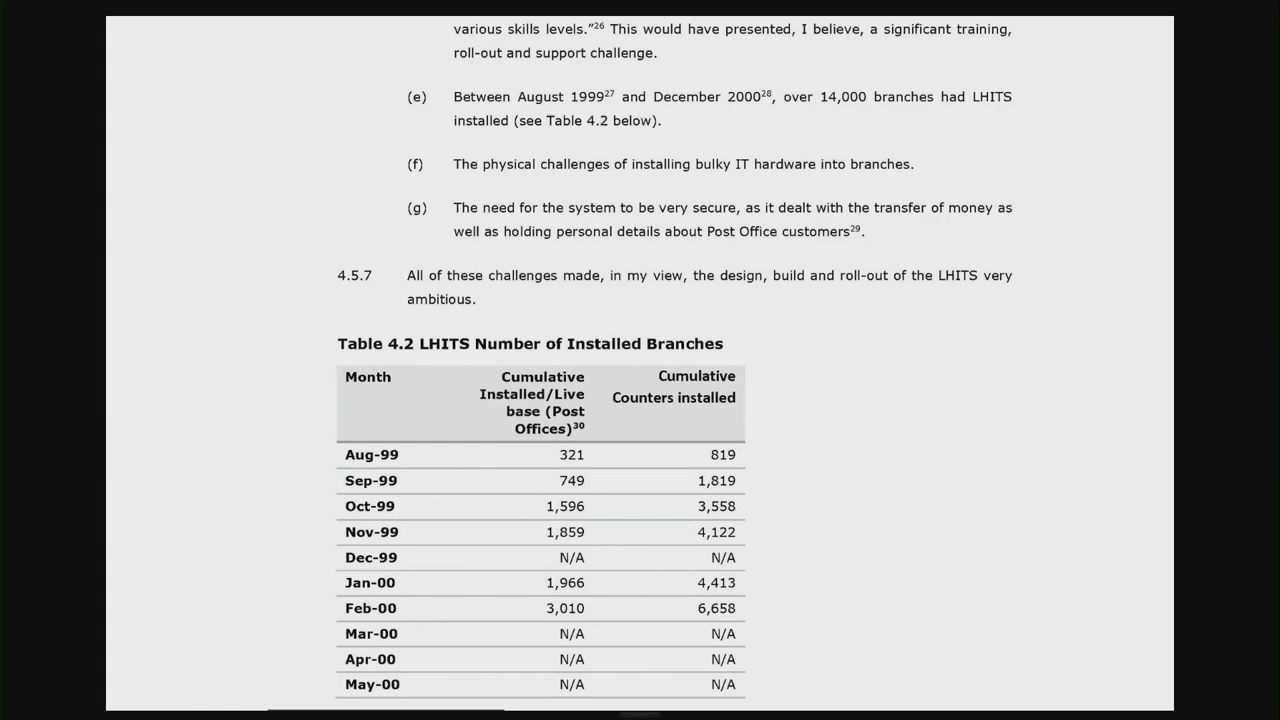 various skills levels."26 This would have presented, I believe, a significant training,
roll-out and support challenge.
(e) Between August 199927 and December 200028, over 14,000 branches had LHITS
installed (see Table 4.2 below).
(f) The physical challenges of installing bulky IT hardware into branches.
(g) The need for the system to be very secure, as it dealt with the transfer of money as
well as holding personal details about Post Office customers29.
4.5.7 All of these challenges made, in my view, the design, build and roll-out of the LHITS very
ambitious.
Table 4.2 LHITS Number of Installed Branches
Month Cumulative Installed/Live base (Post Offices)30 Cumulative Counters installed
Aug-99 321 819
Sep-99 749 1,819
Oct-99 1,596 3,558
Nov-99 1,859 4,122
Dec-99 N/A N/A
Jan-00 1,966 4,413
Feb-00 3,010 6,658
Mar-00 N/A N/A
Apr-00 N/A N/A
May-00 N/A N/A